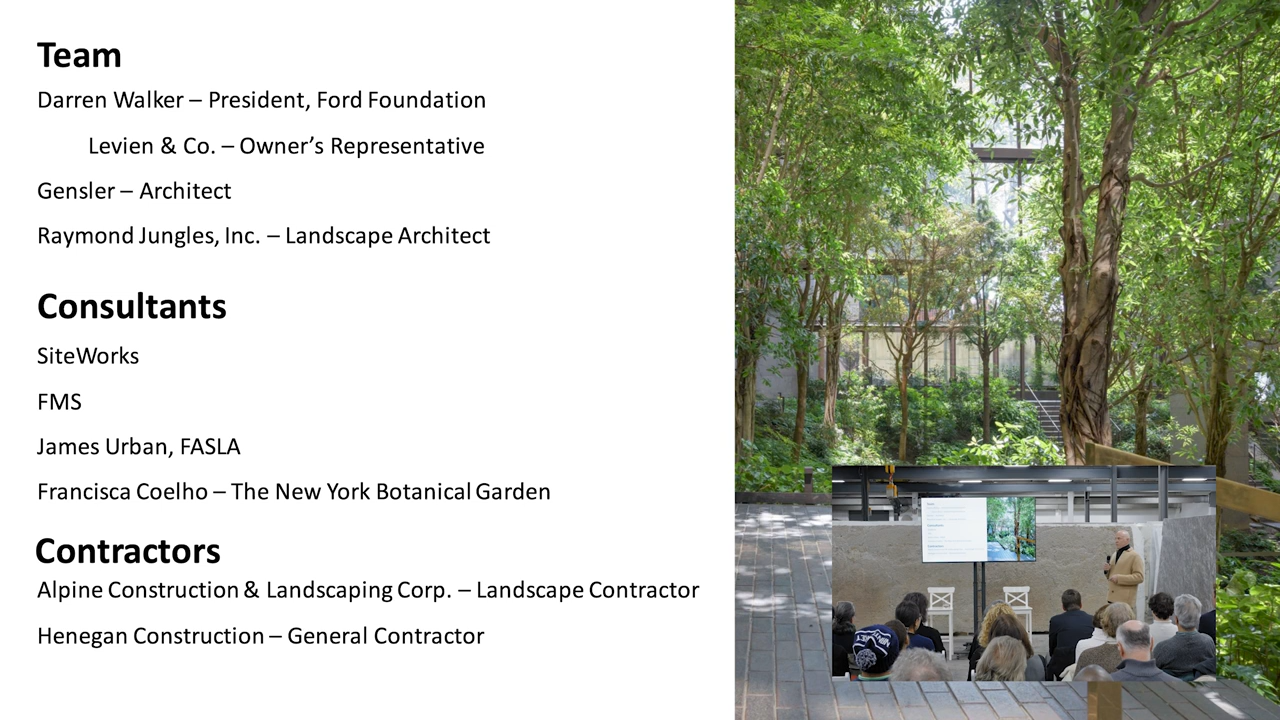 Team
Darren Walker – President, Ford Foundation
Levien & Co. – Owner’s Representative
Gensler – Architect
Raymond Jungles, Inc. – Landscape Architect
Consultants
SiteWorks
FMS
James Urban, FASLA
Francisca Coelho – The New York Botanical Garden
Contractors
Alpine Construction & Landscaping Corp. – Landscape Contractor
Henegan Construction – General Contractor